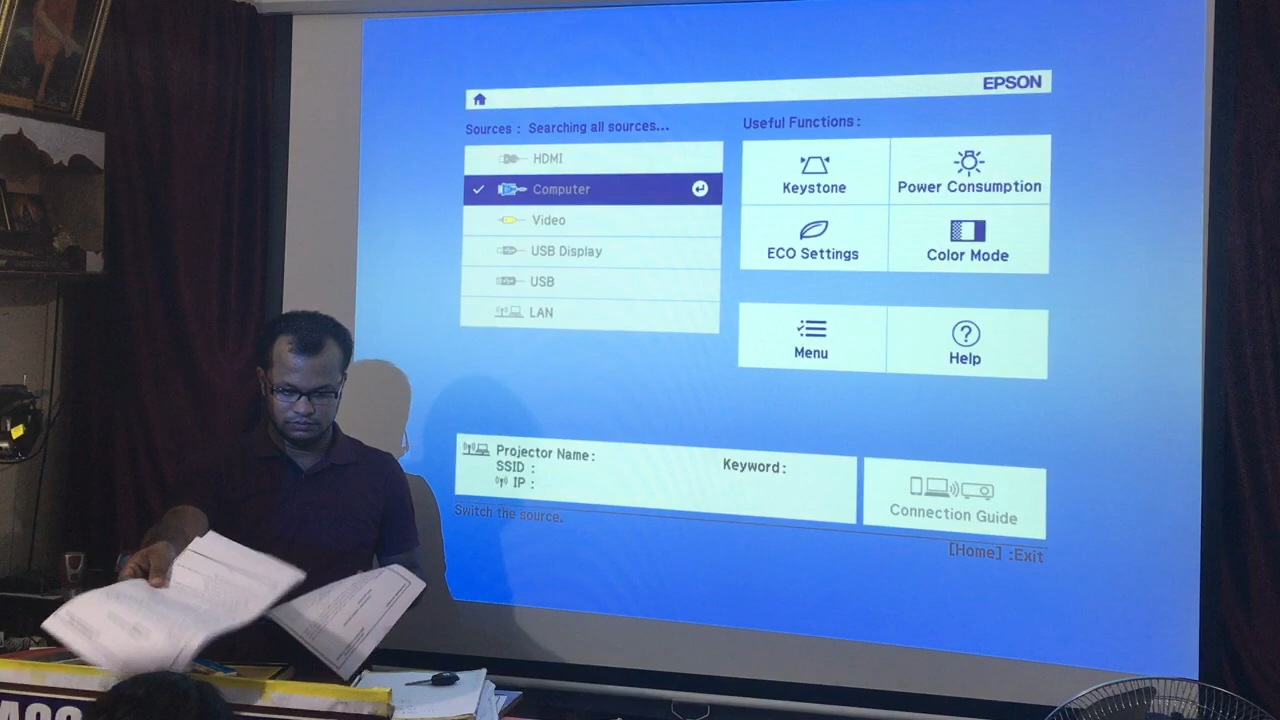 EPSON
Sources : Searching all sources...
HDMI
Computer
Video
USB Display
USB
LAN
Useful Functions :
Keystone
Power Consumption
ECO Settings
Color Mode
Menu
Help
Projector Name :
SSID :
IP :
Keyword :
Connection Guide
Switch the source.
[Home] :Exit